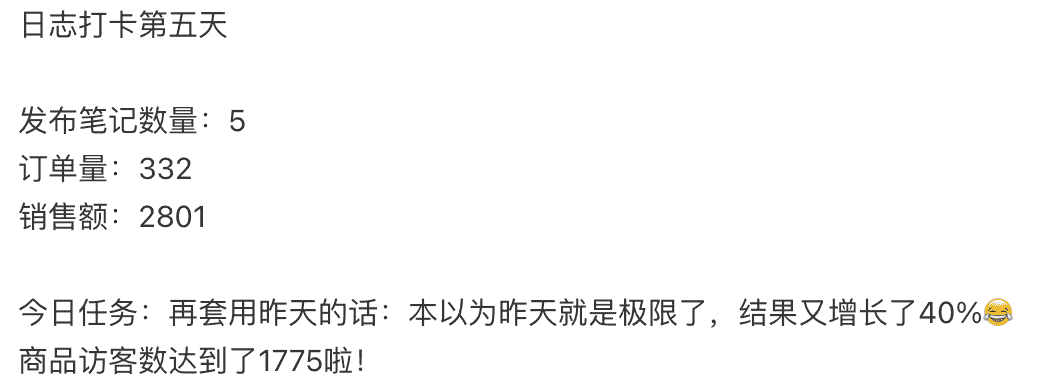 日志打卡第五天
发布笔记数量：5
订单量：332
销售额：2801
今日任务：再套用昨天的话：本以为昨天就是极限了，结果又增长了40%😂
商品访客数达到了1775啦！